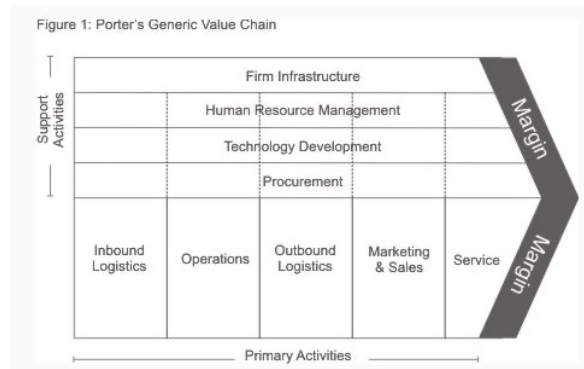 Figure 1: Porter's Generic Value Chain
Support
Activities
Firm Infrastructure
Human Resource Management
Technology Development
Procurement
Margin
Inbound
Logistics
Operations
Outbound
Logistics
Marketing
& Sales
Service
Margin
Primary Activities